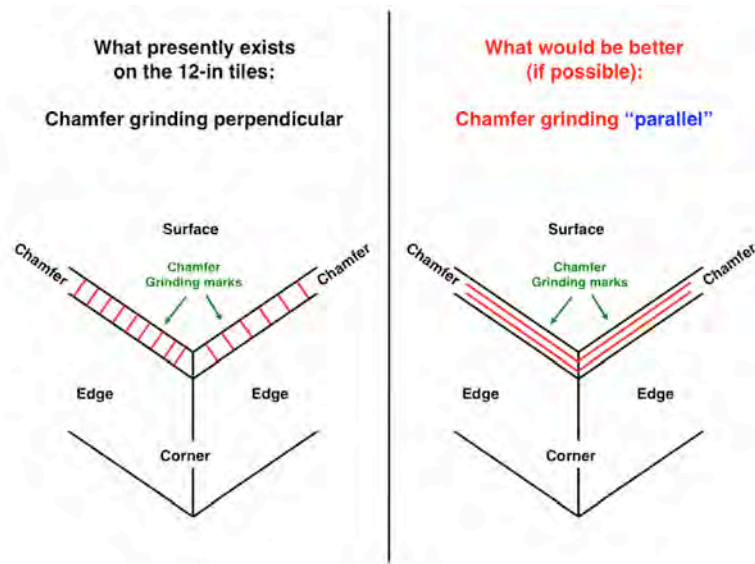 What presently exists
on the 12-in tiles:
Chamfer grinding perpendicular
Surface
Chamfer
Chamfer
Grinding marks
Chamfer
Edge
Edge
Corner
What would be better
(if possible):
Chamfer grinding “parallel”
Surface
Chamfer
Chamfer
Grinding marks
Chamfer
Edge
Edge
Corner